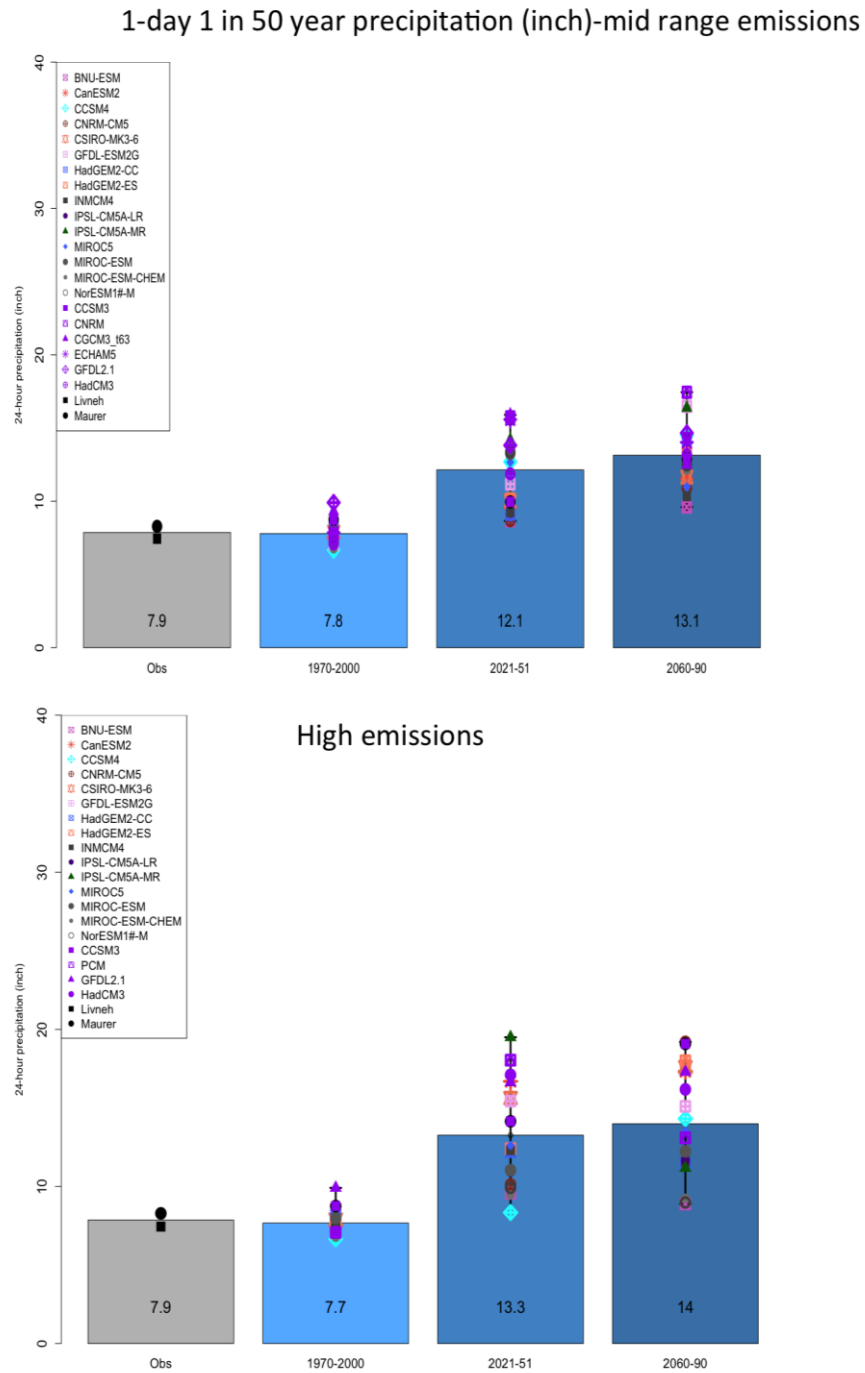 1-day 1 in 50 year precipitation (inch)-mid range emissions
40
30
20
10
0
24-hour precipitation (inch)
BNU-ESM
CanESM2
CCSM4
CNRM-CM5
CSIRO-MK3-6
GFDL-ESM2G
HadGEM2-CC
HadGEM2-ES
INMCM4
IPSL-CM5A-LR
IPSL-CM5A-MR
MIROC5
MIROC-ESM
MIROC-ESM-CHEM
NorESM1#-M
CCSM3
CNRM
CGCM3_t63
ECHAM5
GFDL2.1
HadCM3
Livneh
Maurer
7.9
7.8
12.1
13.1
Obs
1970-2000
2021-51
2060-90
High emissions
40
30
20
10
0
24-hour precipitation (inch)
BNU-ESM
CanESM2
CCSM4
CNRM-CM5
CSIRO-MK3-6
GFDL-ESM2G
HadGEM2-CC
HadGEM2-ES
INMCM4
IPSL-CM5A-LR
IPSL-CM5A-MR
MIROC5
MIROC-ESM
MIROC-ESM-CHEM
NorESM1#-M
CCSM3
PCM
GFDL2.1
HadCM3
Livneh
Maurer
7.9
7.7
13.3
14
Obs
1970-2000
2021-51
2060-90